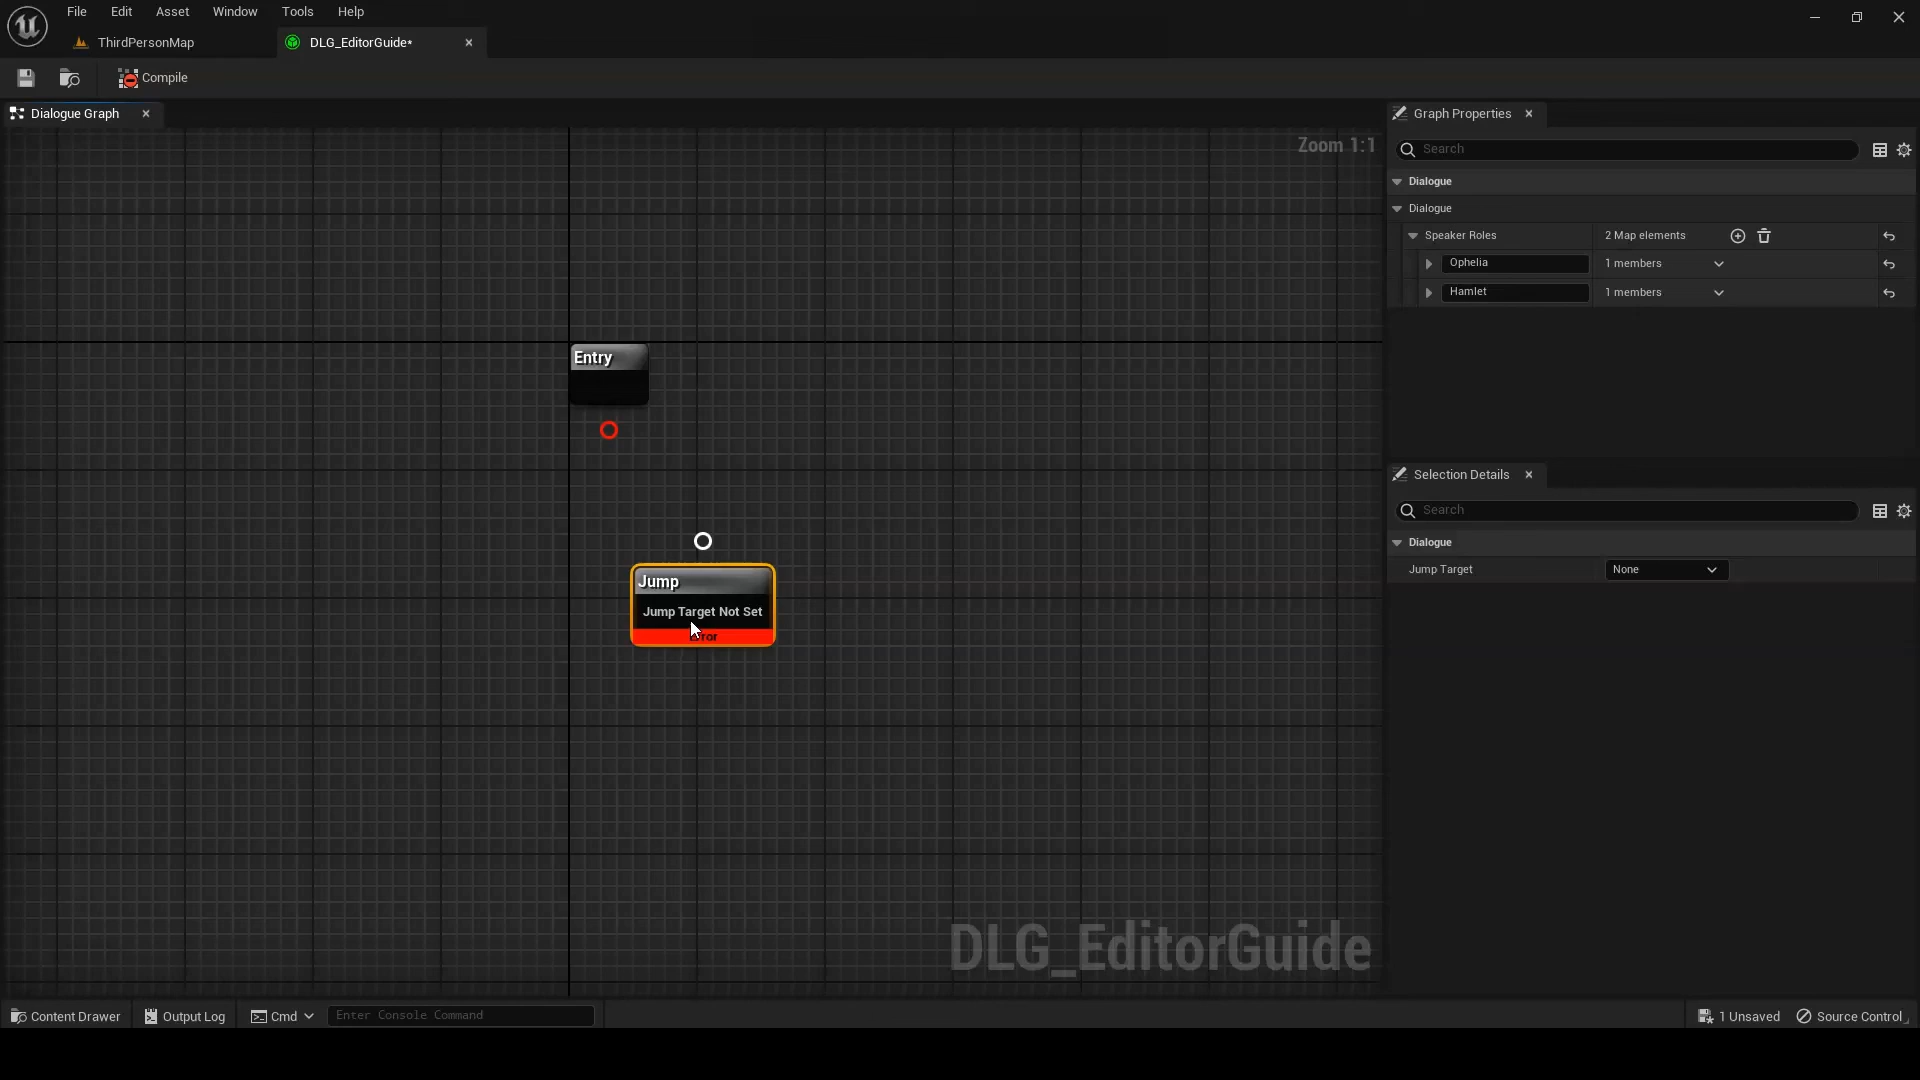 File Edit Asset Window Tools Help
ThirdPersonMap
DLG_EditorGuide*
Compile
Dialogue Graph
Zoom 1:1
Entry
Jump
Jump Target Not Set
DLG_EditorGuide
Graph Properties
Search
Dialogue
Dialogue
Speaker Roles 2 Map elements
Ophelia 1 members
Hamlet 1 members
Selection Details
Search
Dialogue
Jump Target None
Content Drawer Output Log Cmd Enter Console Command 1 Unsaved Source Control